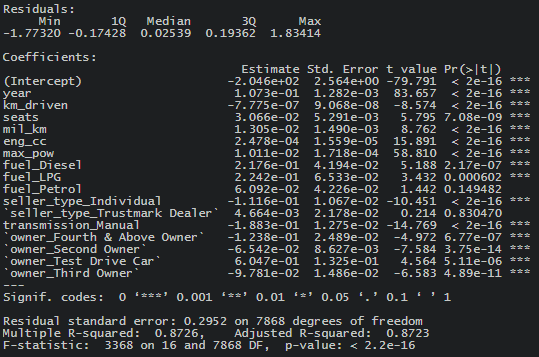 Residuals:
     Min       1Q   Median       3Q      Max
-1.77320 -0.17428  0.02539  0.19362  1.83414

Coefficients:
                               Estimate Std. Error t value Pr(>|t|)
(Intercept)                  -2.046e+02  2.564e+00 -79.791  < 2e-16 ***
year                          1.073e-01  1.282e-03  83.657  < 2e-16 ***
km_driven                    -7.775e-07  9.068e-08  -8.574  < 2e-16 ***
seats                         3.066e-02  5.291e-03   5.795 7.08e-09 ***
mil_km                        1.305e-02  1.490e-03   8.762  < 2e-16 ***
eng_cc                        2.478e-04  1.559e-05  15.891  < 2e-16 ***
max_pow                       1.011e-02  1.718e-04  58.810  < 2e-16 ***
fuel_Diesel                   2.176e-01  4.194e-02   5.188 2.17e-07 ***
fuel_LPG                      2.242e-01  6.533e-02   3.432 0.000602 ***
fuel_Petrol                   6.092e-02  4.226e-02   1.442 0.149482
seller_type_Individual       -1.116e-01  1.067e-02 -10.451  < 2e-16 ***
`seller_type_Trustmark Dealer`  4.664e-03  2.178e-02   0.214 0.830470
transmission_Manual          -1.883e-01  1.275e-02 -14.769  < 2e-16 ***
`owner_Fourth & Above Owner` -1.238e-01  2.489e-02  -4.972 6.77e-07 ***
`owner_Second Owner`         -6.542e-02  8.627e-03  -7.584 3.75e-14 ***
`owner_Test Drive Car`        6.047e-01  1.325e-01   4.564 5.11e-06 ***
`owner_Third Owner`          -9.781e-02  1.486e-02  -6.583 4.89e-11 ***
---
Signif. codes:  0 ‘***’ 0.001 ‘**’ 0.01 ‘*’ 0.05 ‘.’ 0.1 ‘ ’ 1

Residual standard error: 0.2952 on 7868 degrees of freedom
Multiple R-squared:  0.8726,    Adjusted R-squared:  0.8723
F-statistic:  3368 on 16 and 7868 DF,  p-value: < 2.2e-16